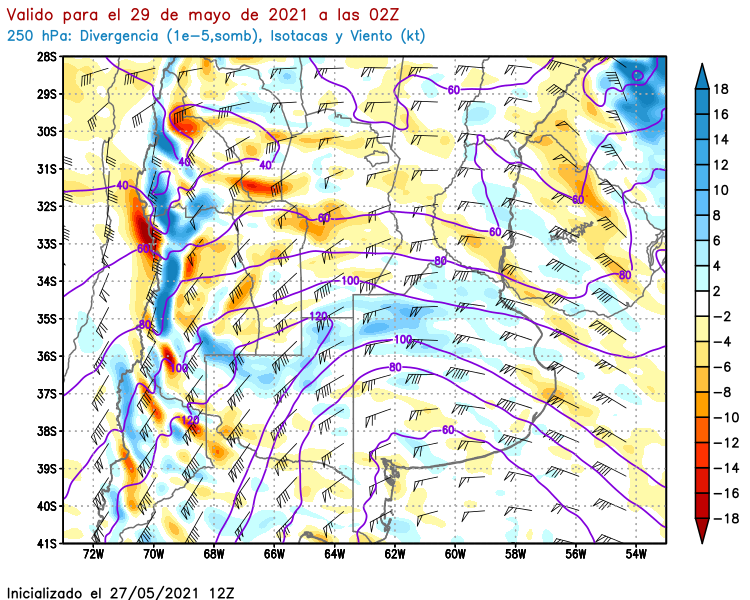 Valido para el 29 de mayo de 2021 a las 02Z
250 hPa: Divergencia (1e−5,somb), Isotacas y Viento (kt)
28S
29S
30S
31S
32S
33S
34S
35S
36S
37S
38S
39S
40S
41S
72W 70W 68W 66W 64W 62W 60W 58W 56W 54W
60
40
40
40
60
60
60
60
80
80
80
100
120
100
80
100
120
60
18
16
14
12
10
8
6
4
2
−2
−4
−6
−8
−10
−12
−14
−16
−18
Inicializado el 27/05/2021 12Z